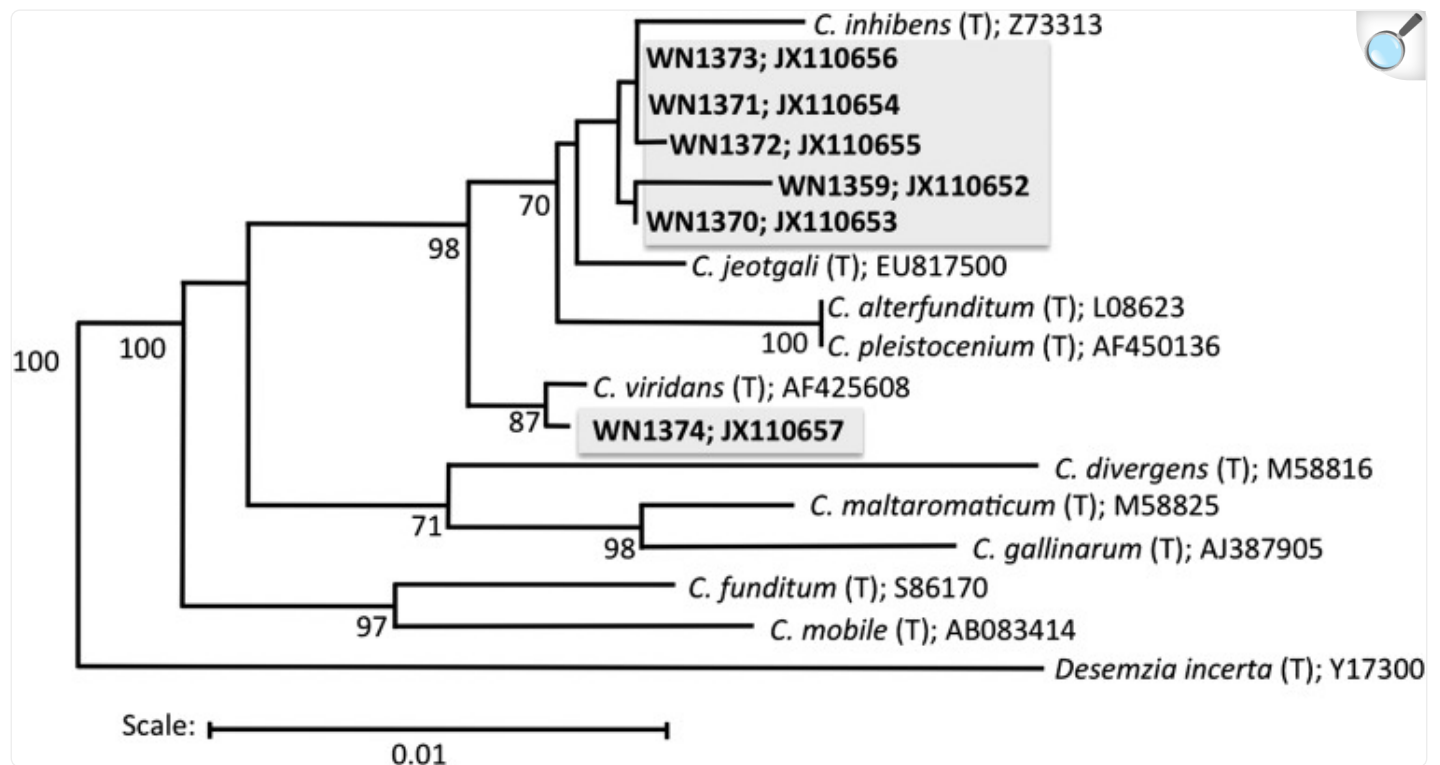 C. inhibens (T); Z73313
WN1373; JX110656
WN1371; JX110654
WN1372; JX110655
WN1359; JX110652
70
WN1370; JX110653
98
C. jeotgali (T); EU817500
C. alterfunditum (T); L08623
100
100
100
C. pleistocenium (T); AF450136
C. viridans (T); AF425608
87
WN1374; JX110657
C. divergens (T); M58816
C. maltaromaticum (T); M58825
71
98
C. gallinarum (T); AJ387905
C. funditum (T); S86170
97
C. mobile (T); AB083414
Desemzia incerta (T); Y17300
Scale:
0.01